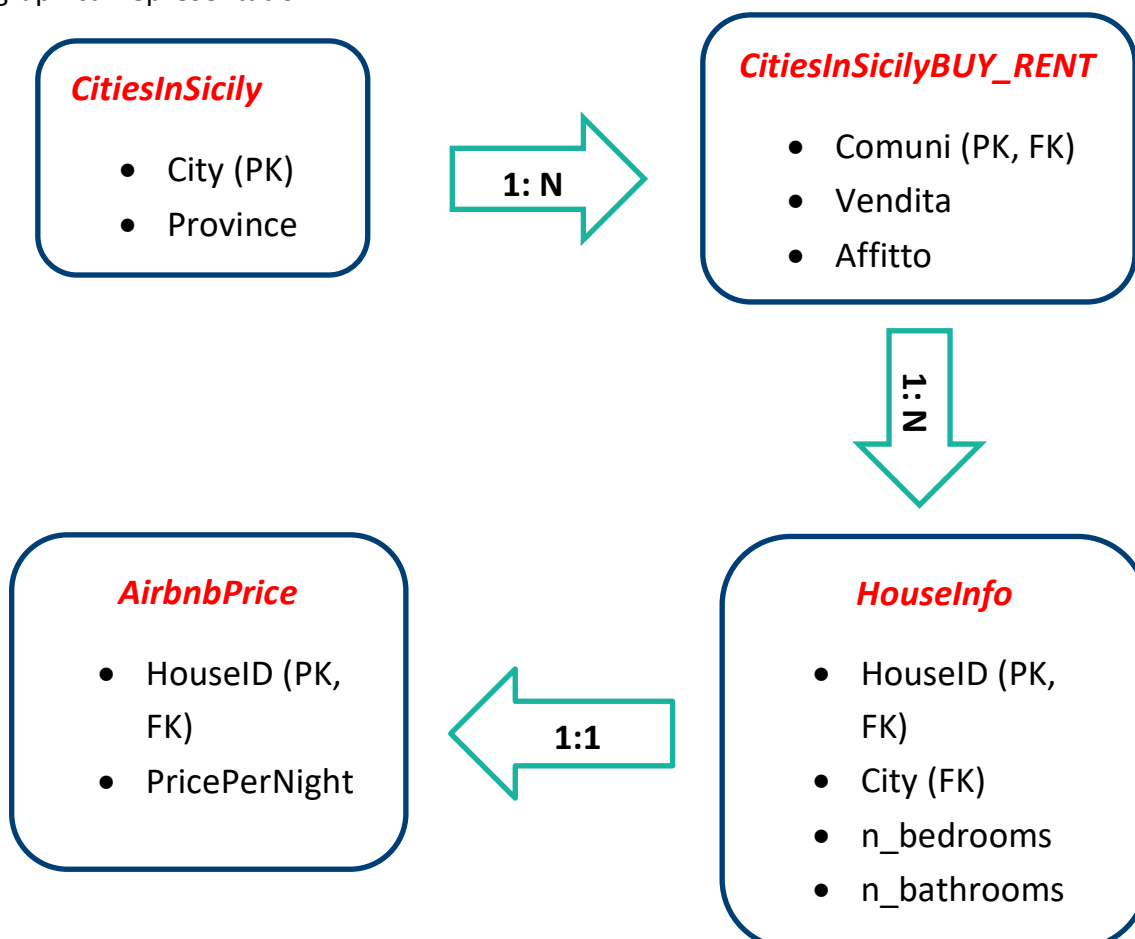 CitiesInSicily
• City (PK)
• Province
1: N
CitiesInSicilyBUY_RENT
• Comuni (PK, FK)
• Vendita
• Affitto
1: N
HouseInfo
• HouseID (PK,
FK)
• City (FK)
• n_bedrooms
• n_bathrooms
1:1
AirbnbPrice
• HouseID (PK,
FK)
• PricePerNight